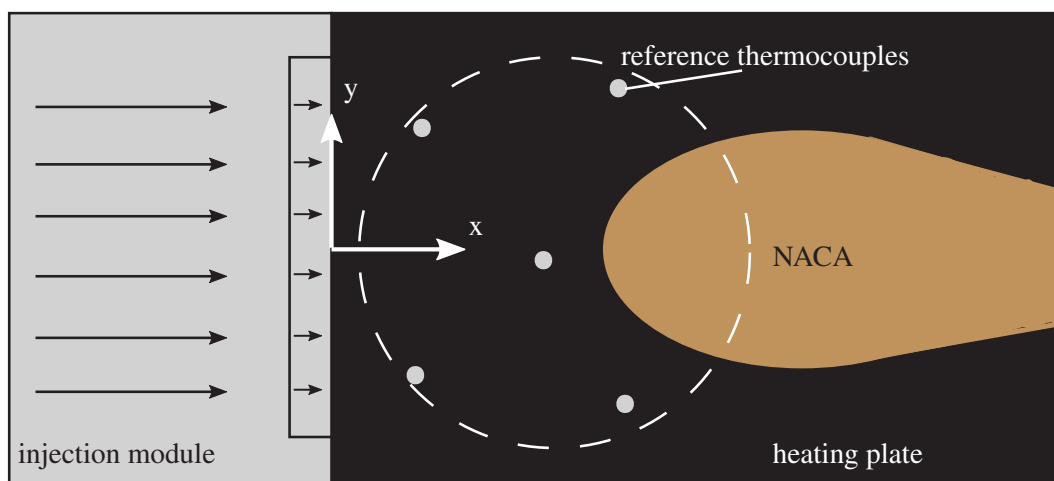 reference thermocouples
y
x
NACA
injection module
heating plate